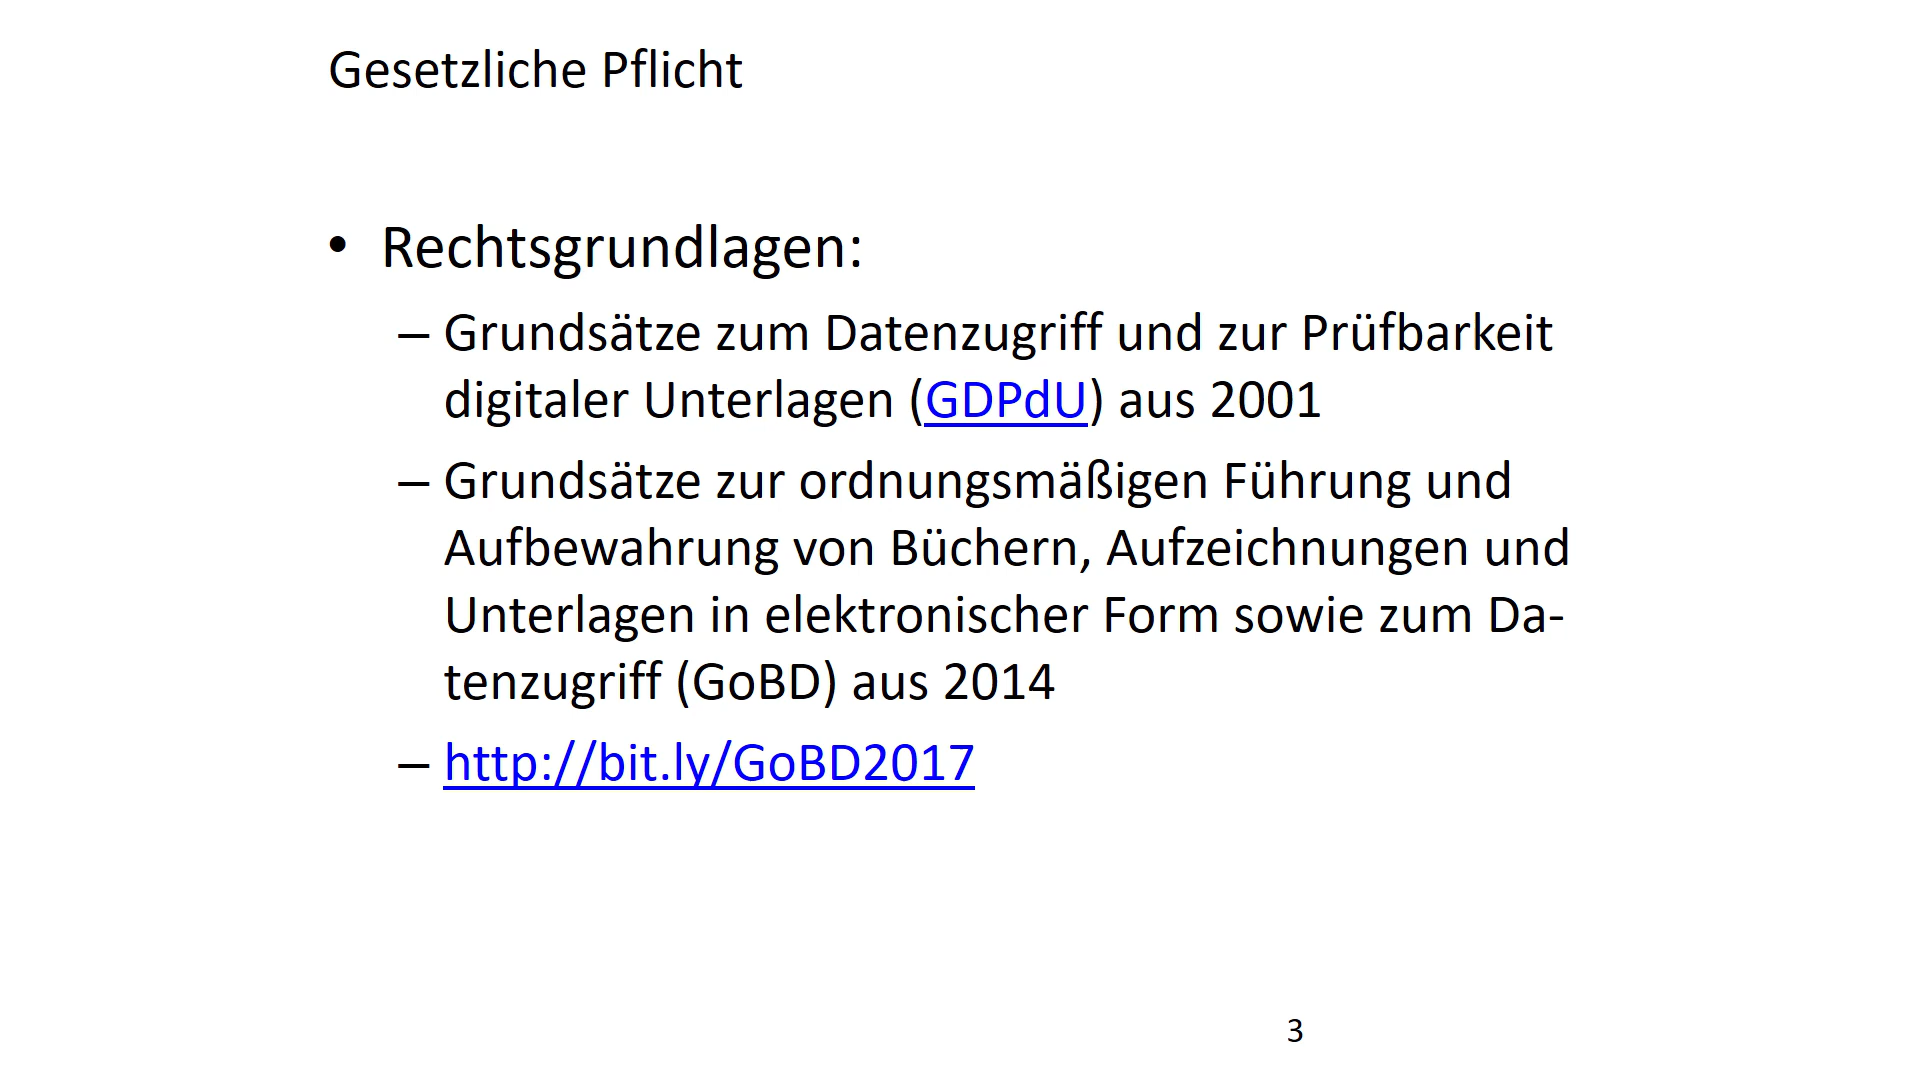 Gesetzliche Pflicht
• Rechtsgrundlagen:
– Grundsätze zum Datenzugriff und zur Prüfbarkeit
digitaler Unterlagen (GDPdU) aus 2001
– Grundsätze zur ordnungsmäßigen Führung und
Aufbewahrung von Büchern, Aufzeichnungen und
Unterlagen in elektronischer Form sowie zum Da-
tenzugriff (GoBD) aus 2014
– http://bit.ly/GoBD2017
3